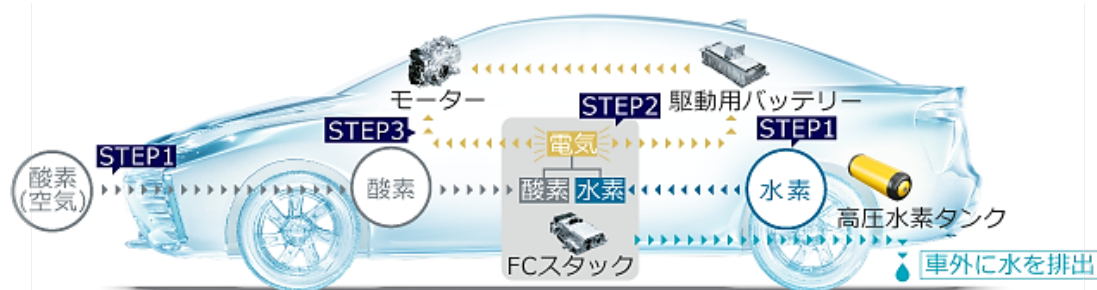 モーター
駆動用バッテリー
STEP2
STEP3
STEP1
STEP1
電気
酸素
(空気)
酸素
酸素
水素
水素
高圧水素タンク
FCスタック
車外に水を排出